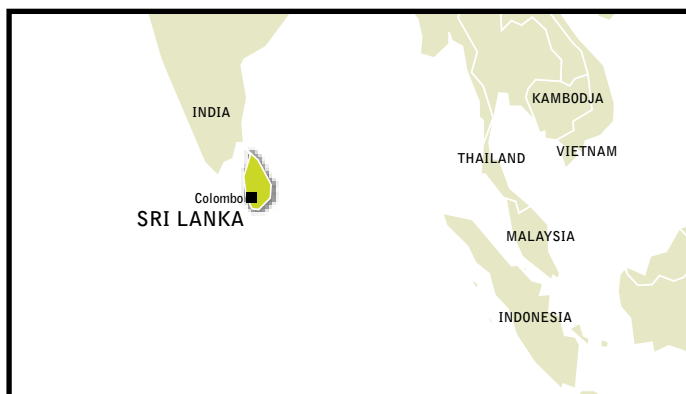 INDIA
KAMBODJA
THAILAND
VIETNAM
Colombo
SRI LANKA
MALAYSIA
INDONESIA